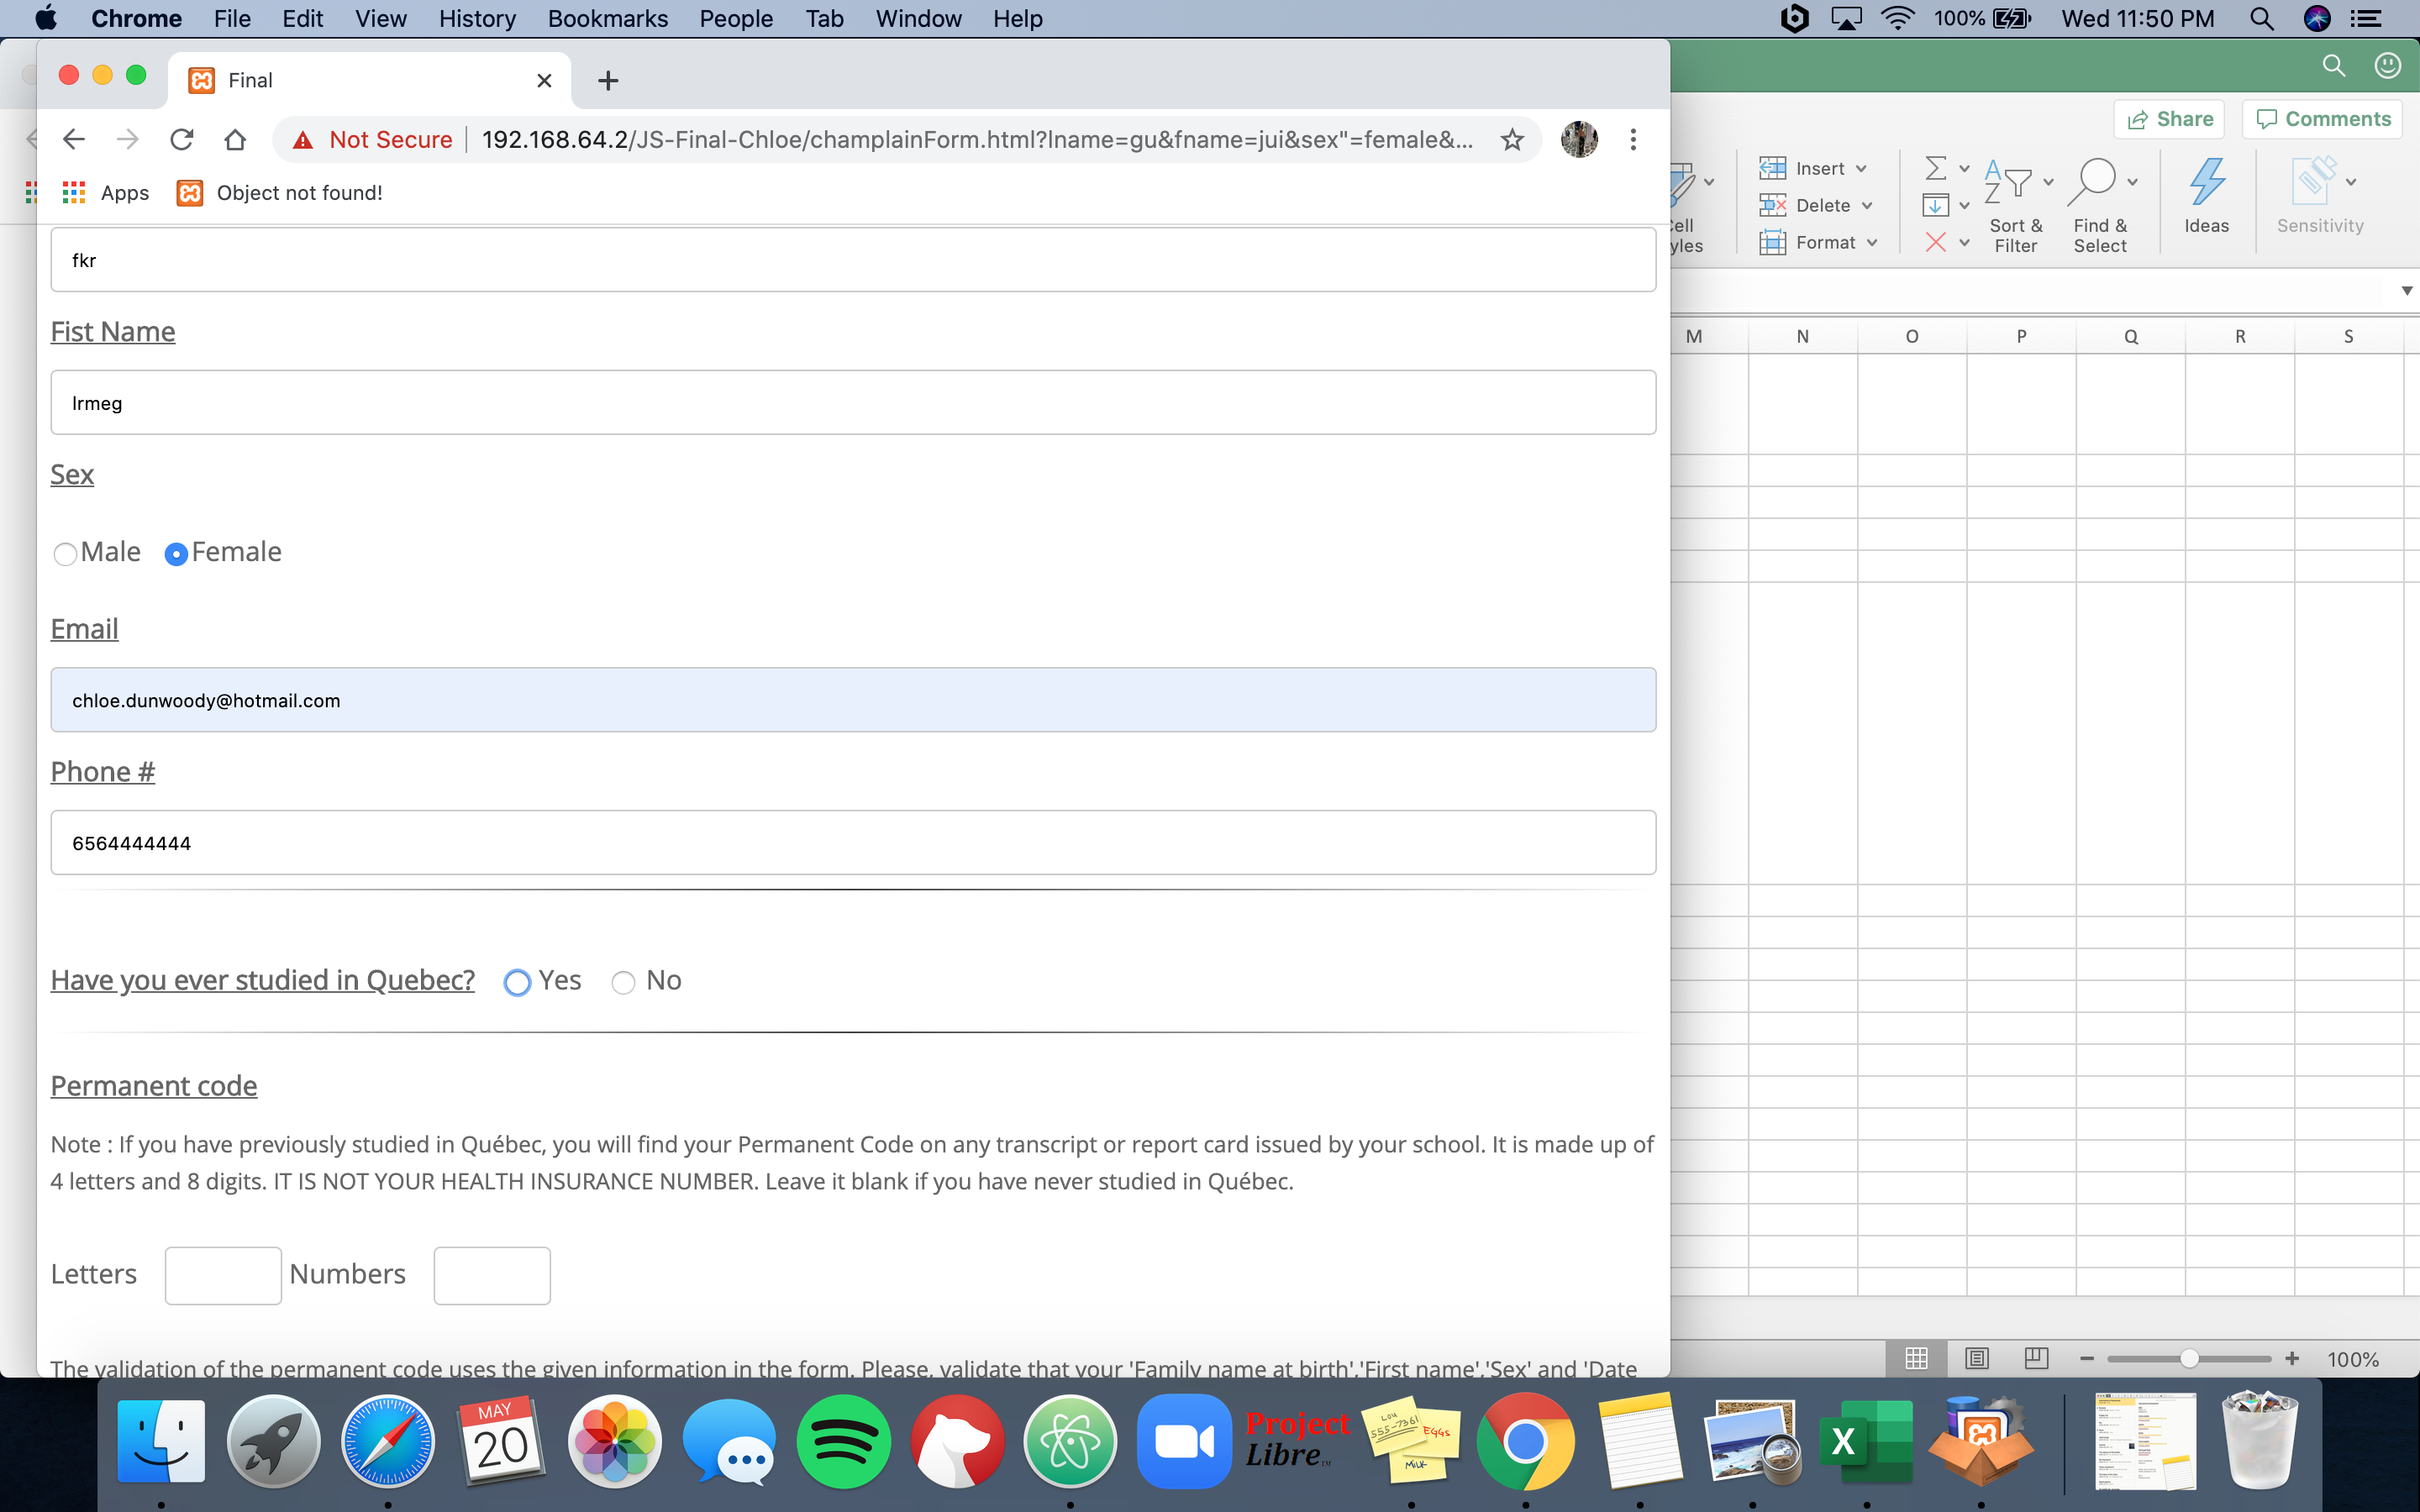 Chrome File Edit View History Bookmarks People Tab Window Help 100% Wed 11:50 PM
Final
Not Secure 192.168.64.2/JS-Final-Chloe/champlainForm.html?lname=gu&fname=jui&sex"=female&...
Apps Object not found!
fkr
Fist Name
lrmeg
Sex
Male Female
Email
chloe.dunwoody@hotmail.com
Phone #
6564444444
Have you ever studied in Quebec? Yes No
Permanent code
Note : If you have previously studied in Québec, you will find your Permanent Code on any transcript or report card issued by your school. It is made up of
4 letters and 8 digits. IT IS NOT YOUR HEALTH INSURANCE NUMBER. Leave it blank if you have never studied in Québec.
Letters Numbers
The validation of the permanent code uses the given information in the form. Please, validate that your 'Family name at birth','First name','Sex' and 'Date
Share Comments
Insert
Delete
Format
Sort &
Filter
Find &
Select
Ideas
Sensitivity
M N O P Q R S
100%
MAY
20
Project
Libre
LOU
555-7361
EGGS
MILK
X